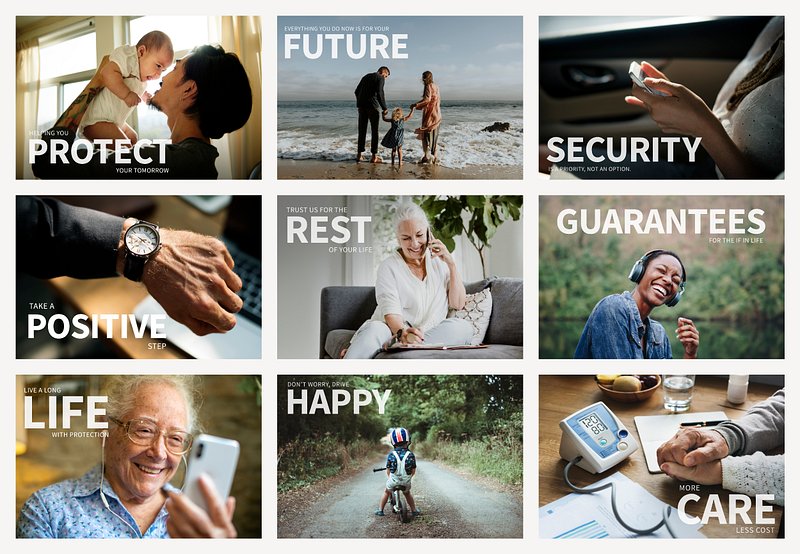 HELPING YOU
PROTECT
YOUR TOMORROW
EVERYTHING YOU DO NOW IS FOR YOUR
FUTURE
SECURITY
IS A PRIORITY, NOT AN OPTION.
TAKE A
POSITIVE
STEP
TRUST US FOR THE
REST
OF YOUR LIFE
GUARANTEES
FOR THE IF IN LIFE
LIVE A LONG
LIFE
WITH PROTECTION
DON'T WORRY, DRIVE
HAPPY
MORE
CARE
LESS COST